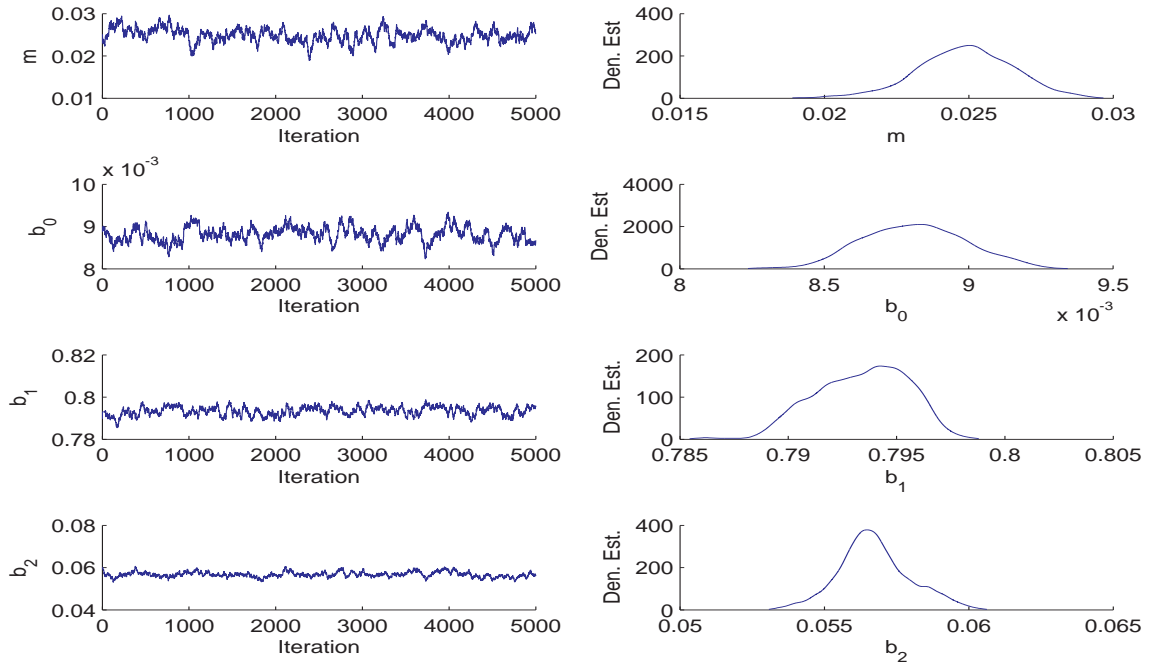 0.03
0.02
0.01
m
0 1000 2000 3000 4000 5000
Iteration
400
200
0
Den. Est
0.015 0.02 0.025 0.03
m
x 10^-3
10
9
8
b_0
0 1000 2000 3000 4000 5000
Iteration
4000
2000
0
Den. Est
8 8.5 9 9.5
b_0
x 10^-3
0.82
0.8
0.78
b_1
0 1000 2000 3000 4000 5000
Iteration
200
100
0
Den. Est.
0.785 0.79 0.795 0.8 0.805
b_1
0.08
0.06
0.04
b_2
0 1000 2000 3000 4000 5000
Iteration
400
200
0
Den. Est.
0.05 0.055 0.06 0.065
b_2